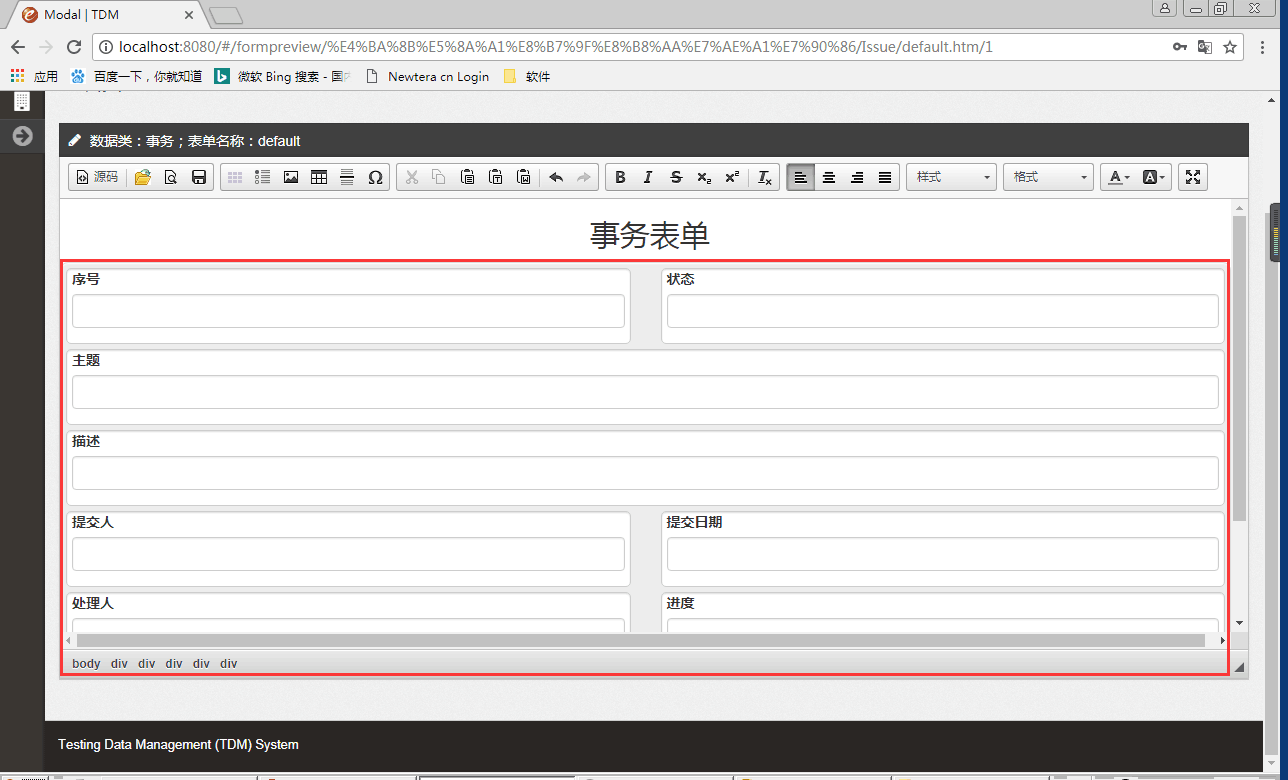 Modal | TDM
localhost:8080/#/formpreview/%E4%BA%8B%E5%8A%A1%E8%B7%9F%E8%B8%AA%E7%AE%A1%E7%90%86/Issue/default.htm/1
应用 百度一下，你就知道 微软 Bing 搜索 - 国 Newtera cn Login 软件
数据类：事务；表单名称：default
源码 样式 格式
事务表单
序号 状态
主题
描述
提交人 提交日期
处理人 进度
body div div div div div
Testing Data Management (TDM) System